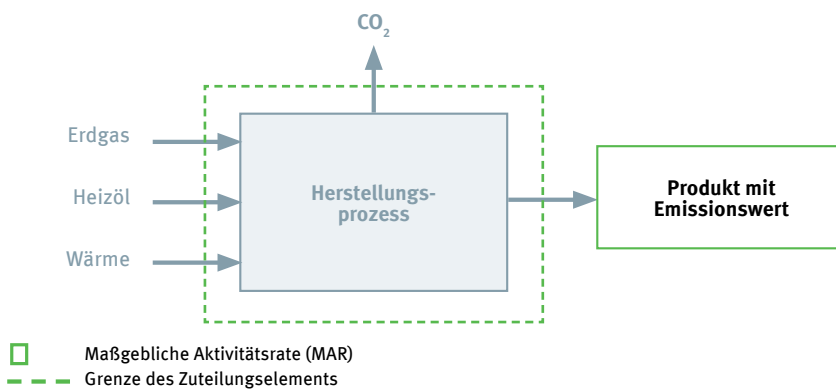 CO₂
Erdgas
Heizöl
Wärme
Herstellungs-
prozess
Produkt mit
Emissionswert
Maßgebliche Aktivitätsrate (MAR)
Grenze des Zuteilungselements